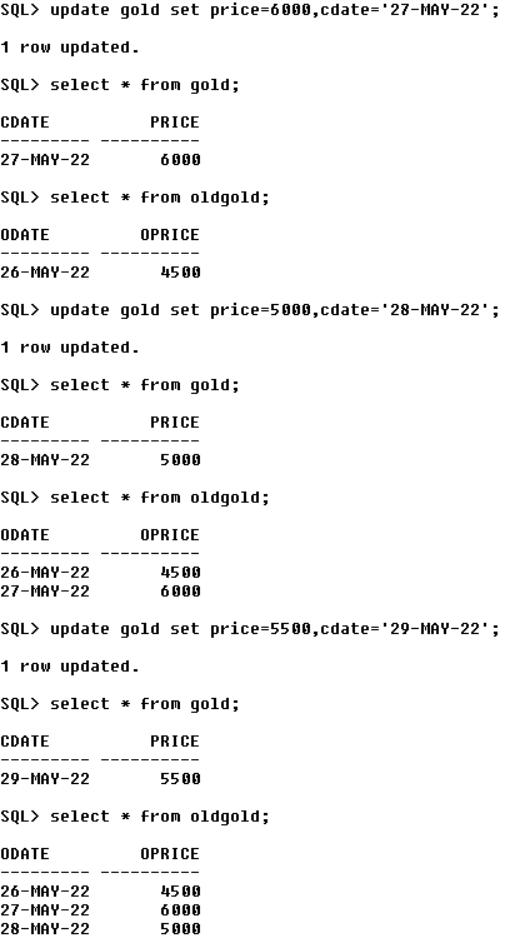 SQL> update gold set price=6000,cdate='27-MAY-22';
1 row updated.
SQL> select * from gold;
CDATE          PRICE
--------- ----------
27-MAY-22       6000
SQL> select * from oldgold;
ODATE         OPRICE
--------- ----------
26-MAY-22       4500
SQL> update gold set price=5000,cdate='28-MAY-22';
1 row updated.
SQL> select * from gold;
CDATE          PRICE
--------- ----------
28-MAY-22       5000
SQL> select * from oldgold;
ODATE         OPRICE
--------- ----------
26-MAY-22       4500
27-MAY-22       6000
SQL> update gold set price=5500,cdate='29-MAY-22';
1 row updated.
SQL> select * from gold;
CDATE          PRICE
--------- ----------
29-MAY-22       5500
SQL> select * from oldgold;
ODATE         OPRICE
--------- ----------
26-MAY-22       4500
27-MAY-22       6000
28-MAY-22       5000